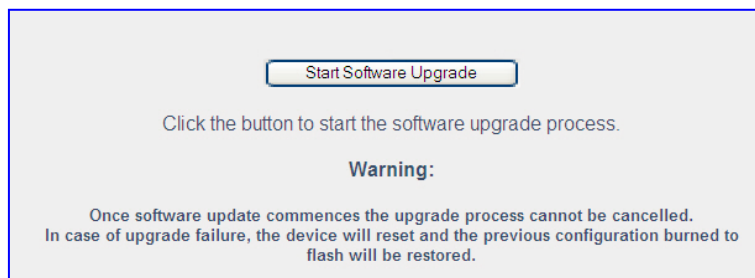 Start Software Upgrade
Click the button to start the software upgrade process.
Warning:
Once software update commences the upgrade process cannot be cancelled.
In case of upgrade failure, the device will reset and the previous configuration burned to
flash will be restored.